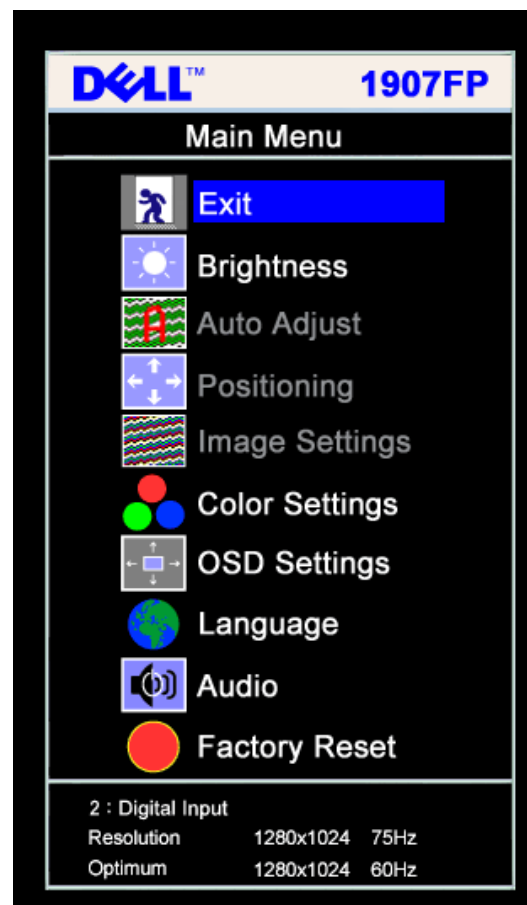 DELL™ 1907FP
Main Menu
Exit
Brightness
Auto Adjust
Positioning
Image Settings
Color Settings
OSD Settings
Language
Audio
Factory Reset
2 : Digital Input
Resolution 1280x1024 75Hz
Optimum 1280x1024 60Hz